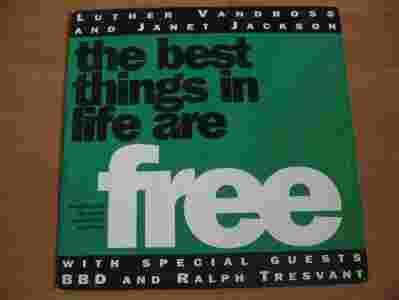 LUTHER VANDROSS
AND JANET JACKSON
the best
things in
life are
free
WITH SPECIAL GUESTS
BBD AND RALPH TRESVANT